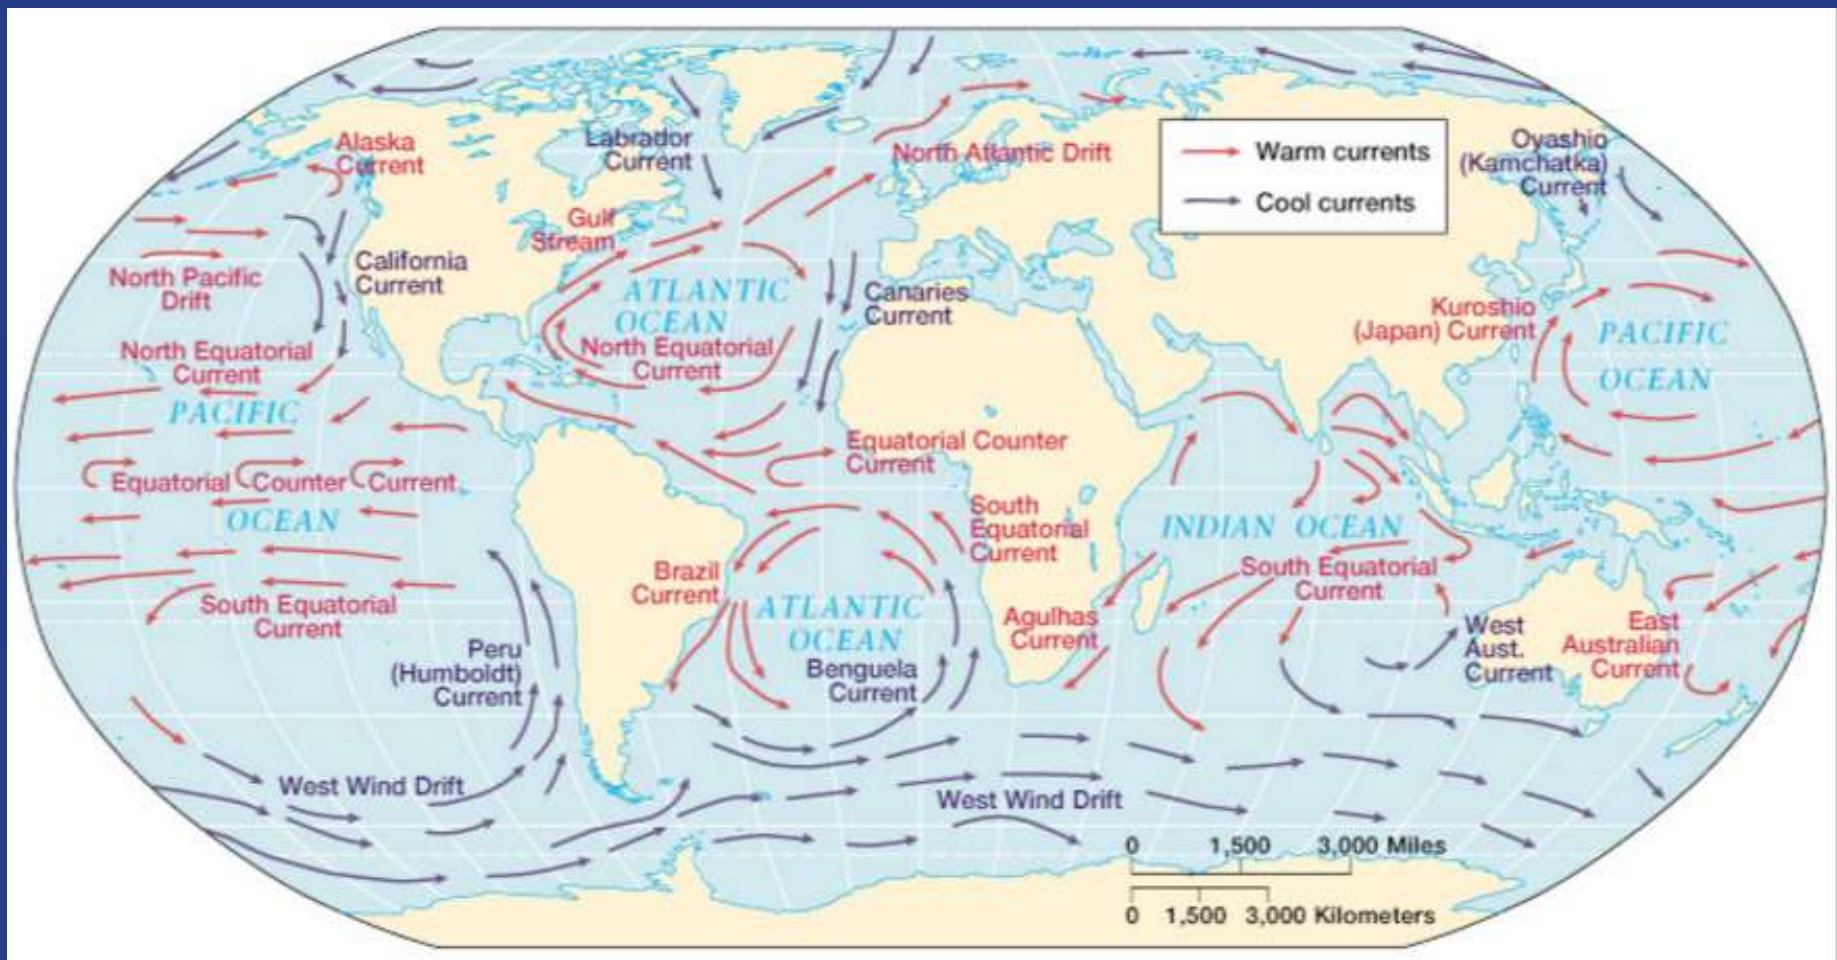 Alaska
Current
Labrador
Current
North Atlantic Drift
Warm currents
Cool currents
Oyashio
(Kamchatka)
Current
Gulf
Stream
North Pacific
Drift
California
Current
ATLANTIC
OCEAN
Canaries
Current
Kuroshio
(Japan) Current
PACIFIC
OCEAN
North Equatorial
Current
North Equatorial
Current
PACIFIC
OCEAN
Equatorial Counter Current
Equatorial Counter
Current
South
Equatorial
Current
INDIAN OCEAN
South Equatorial
Current
Brazil
Current
ATLANTIC
OCEAN
South Equatorial
Current
Agulhas
Current
West
Aust.
Current
East
Australian
Current
Peru
(Humboldt)
Current
Benguela
Current
West Wind Drift
West Wind Drift
0 1,500 3,000 Miles
0 1,500 3,000 Kilometers